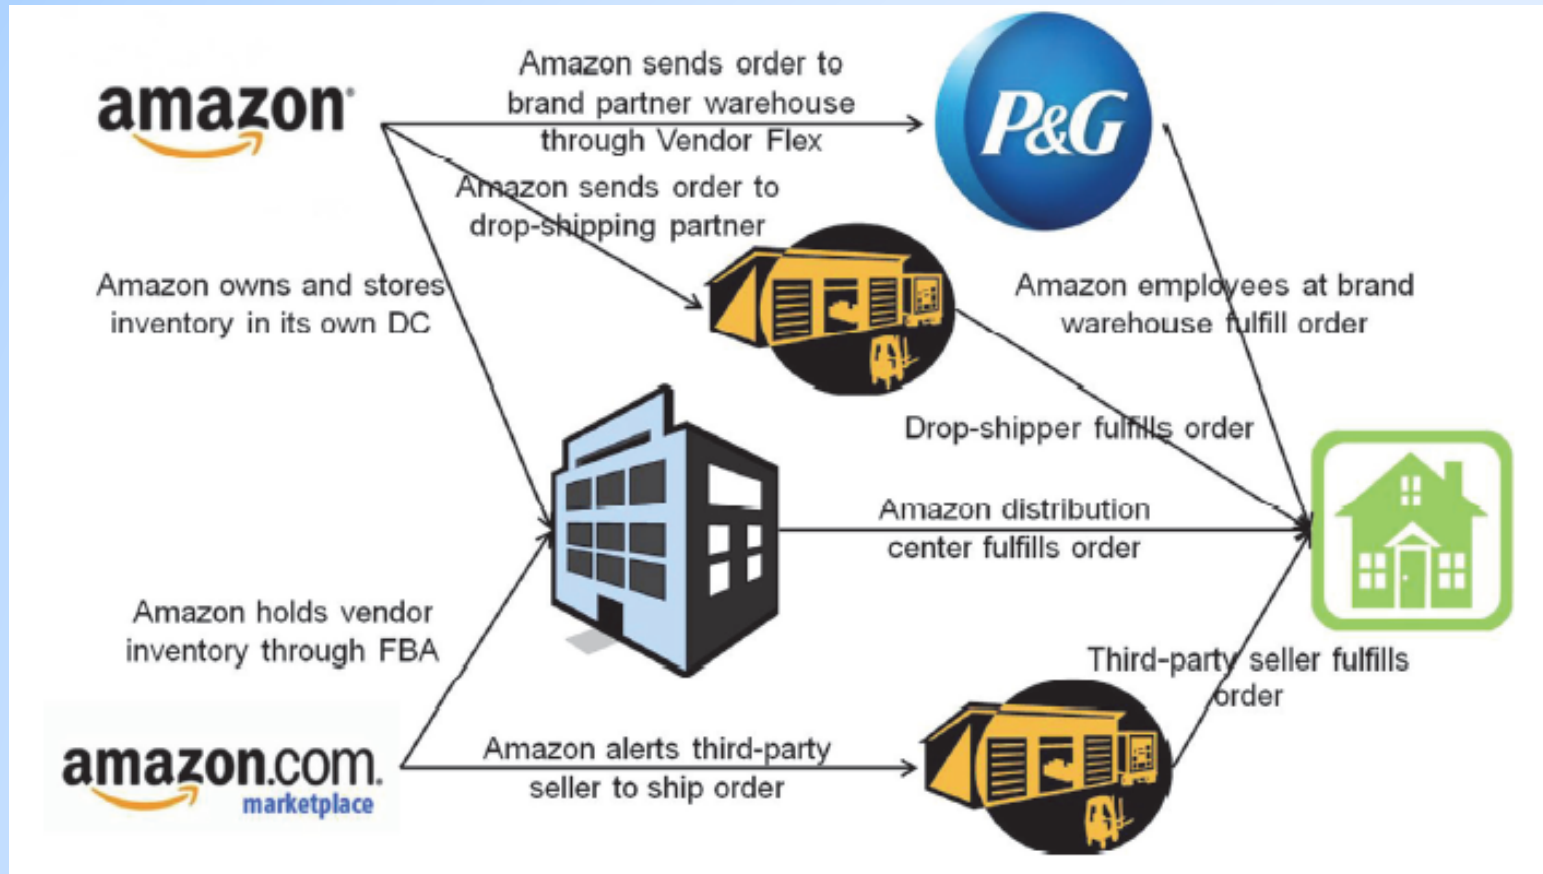 amazon®
Amazon sends order to
brand partner warehouse
through Vendor Flex
P&G
Amazon sends order to
drop-shipping partner
Amazon owns and stores
inventory in its own DC
Amazon employees at brand
warehouse fulfill order
Drop-shipper fulfills order
Amazon distribution
center fulfills order
Amazon holds vendor
inventory through FBA
Third-party seller fulfills
order
amazon.com.
marketplace
Amazon alerts third-party
seller to ship order